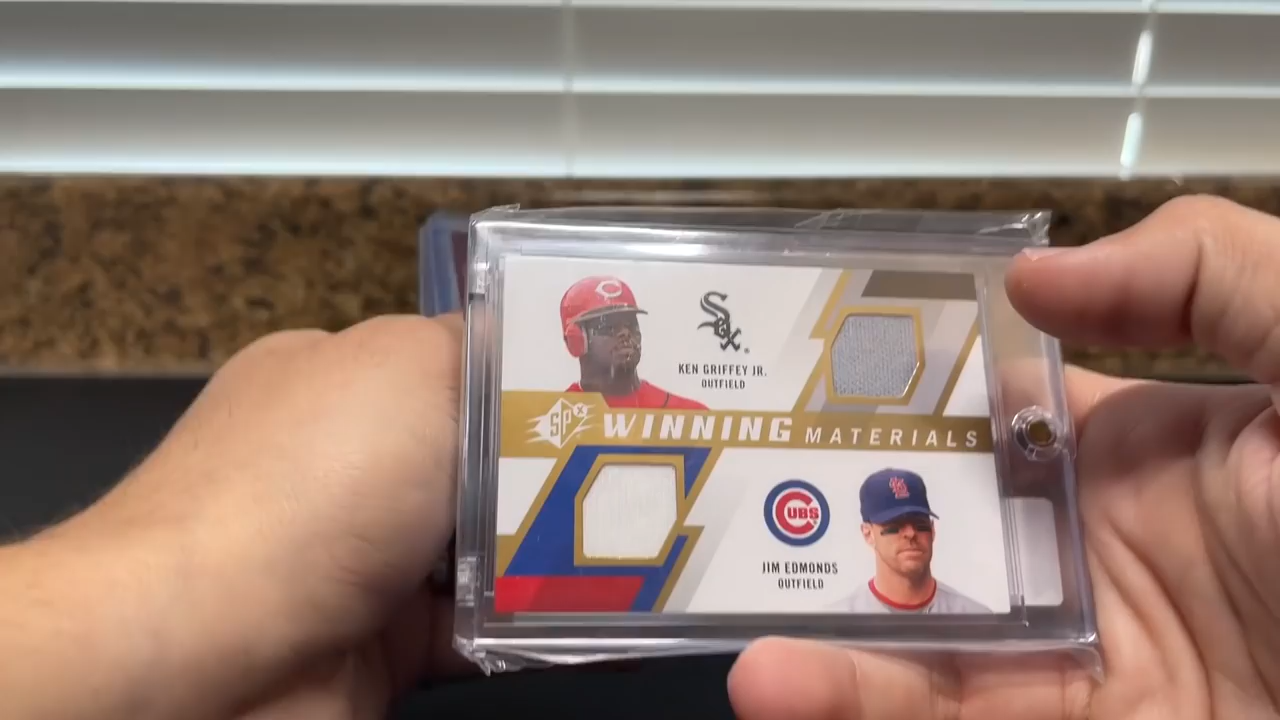 Sox
KEN GRIFFEY JR.
OUTFIELD
SPx WINNING MATERIALS
CUBS
JIM EDMONDS
OUTFIELD